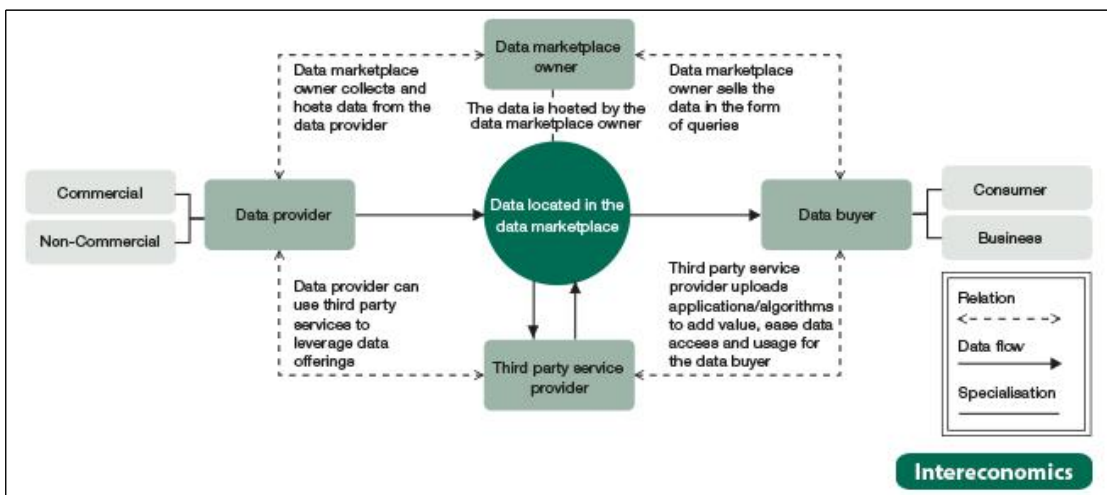 Data marketplace
owner
Data marketplace
owner collects and
hosts data from the
data provider
The data is hosted by the
data marketplace owner
Data marketplace
owner sells the
data in the form
of queries
Commercial
Non-Commercial
Data provider
Data located in the
data marketplace
Data buyer
Consumer
Business
Data provider can
use third party
services to
leverage data
offerings
Third party service
provider
Third party service
provider uploads
applications/algorithms
to add value, ease data
access and usage for
the data buyer
Relation
Data flow
Specialisation
Intereconomics